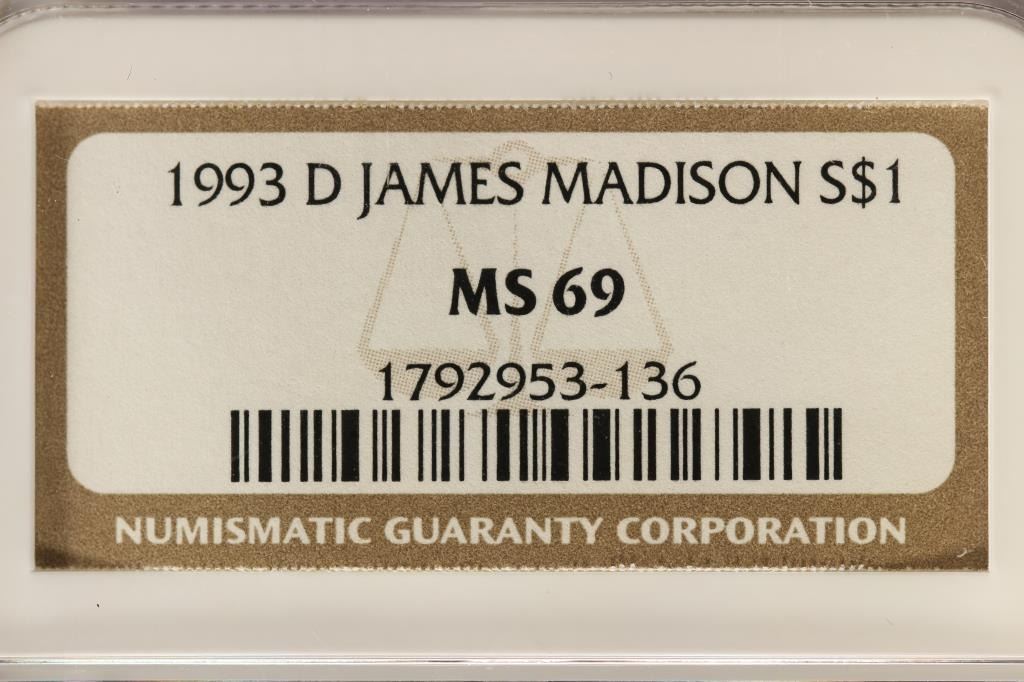 1993 D JAMES MADISON S$1
MS 69
1792953-136
NUMISMATIC GUARANTY CORPORATION